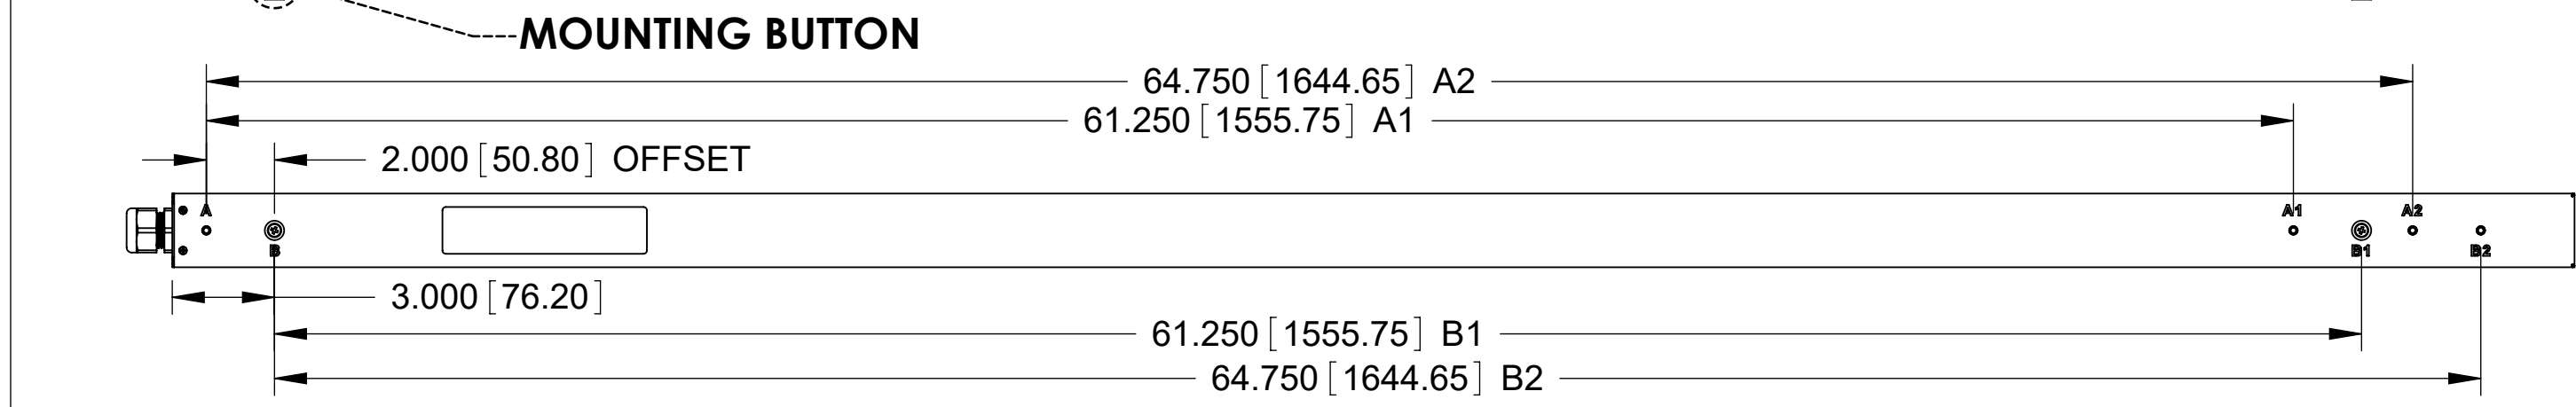 MOUNTING BUTTON
64.750 [1644.65] A2
61.250 [1555.75] A1
2.000 [50.80] OFFSET
A A1 A2
B B1 B2
3.000 [76.20]
61.250 [1555.75] B1
64.750 [1644.65] B2